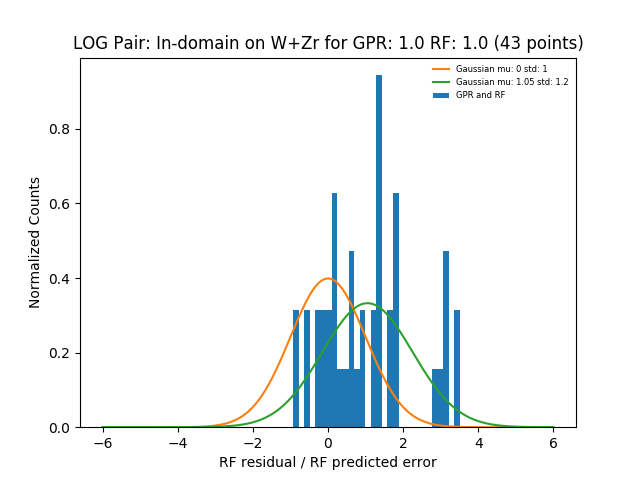 LOG Pair: In-domain on W+Zr for GPR: 1.0 RF: 1.0 (43 points)
Gaussian mu: 0 std: 1
Gaussian mu: 1.05 std: 1.2
GPR and RF
Normalized Counts
0.8
0.6
0.4
0.2
0.0
−6 −4 −2 0 2 4 6
RF residual / RF predicted error